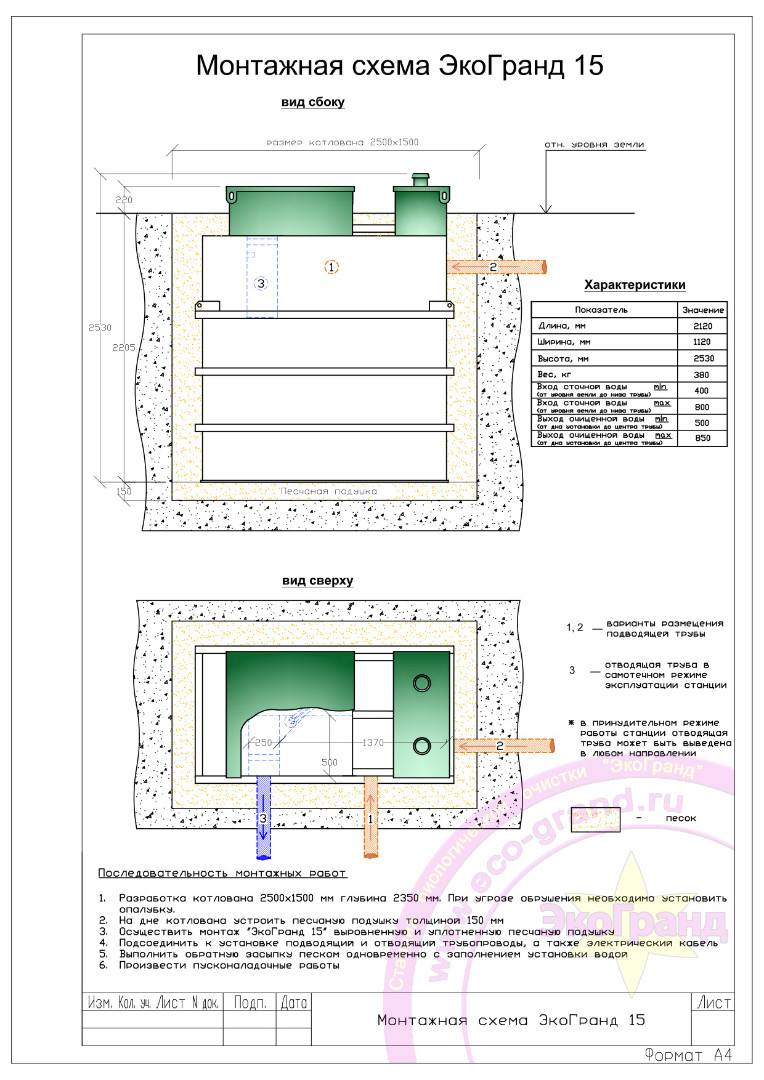 Монтажная схема ЭкоГранд 15
вид сбоку
размер котлована 2500х1500
отн. уровня земли
220
1
2
3
2530
2205
150
Песчаная подушка
Характеристики
Показатель Значение
Длина, мм 2120
Ширина, мм 1120
Высота, мм 2530
Вес, кг 380
Вход сточной воды min 400
(от уровня земли до низа трубы)
Вход сточной воды max 800
(от уровня земли до низа трубы)
Выход очищенной воды min 500
(от дна установки до центра трубы)
Выход очищенной воды max 850
(от дна установки до центра трубы)
вид сверху
1, 2 — варианты размещения
подводящей трубы
3 — отводящая труба в
самотечном режиме
эксплуатации станции
* в принудительном режиме
работы станции отводящая
труба может быть выведена
в любом направлении
250
1370
500
2
3
1
- песок
очистки "ЭкоГранд"
www.eco-grand.ru
ЭкоГранд
Последовательность монтажных работ
1. Разработка котлована 2500х1500 мм глубина 2350 мм. При угрозе обрушения необходимо установить
опалубку.
2. На дне котлована устроить песчаную подушку толщиной 150 мм
3. Осуществить монтаж "ЭкоГранд 15" выровненную и уплотненную песчаную подушку
4. Подсоединить к установке подводящий и отводящий трубопроводы, а также электрический кабель
5. Выполнить обратную засыпку песком одновременно с заполнением установки водой
6. Произвести пусконаладочные работы
Изм. Кол. уч. Лист N док. Подп. Дата
Монтажная схема ЭкоГранд 15
Лист
Формат А4